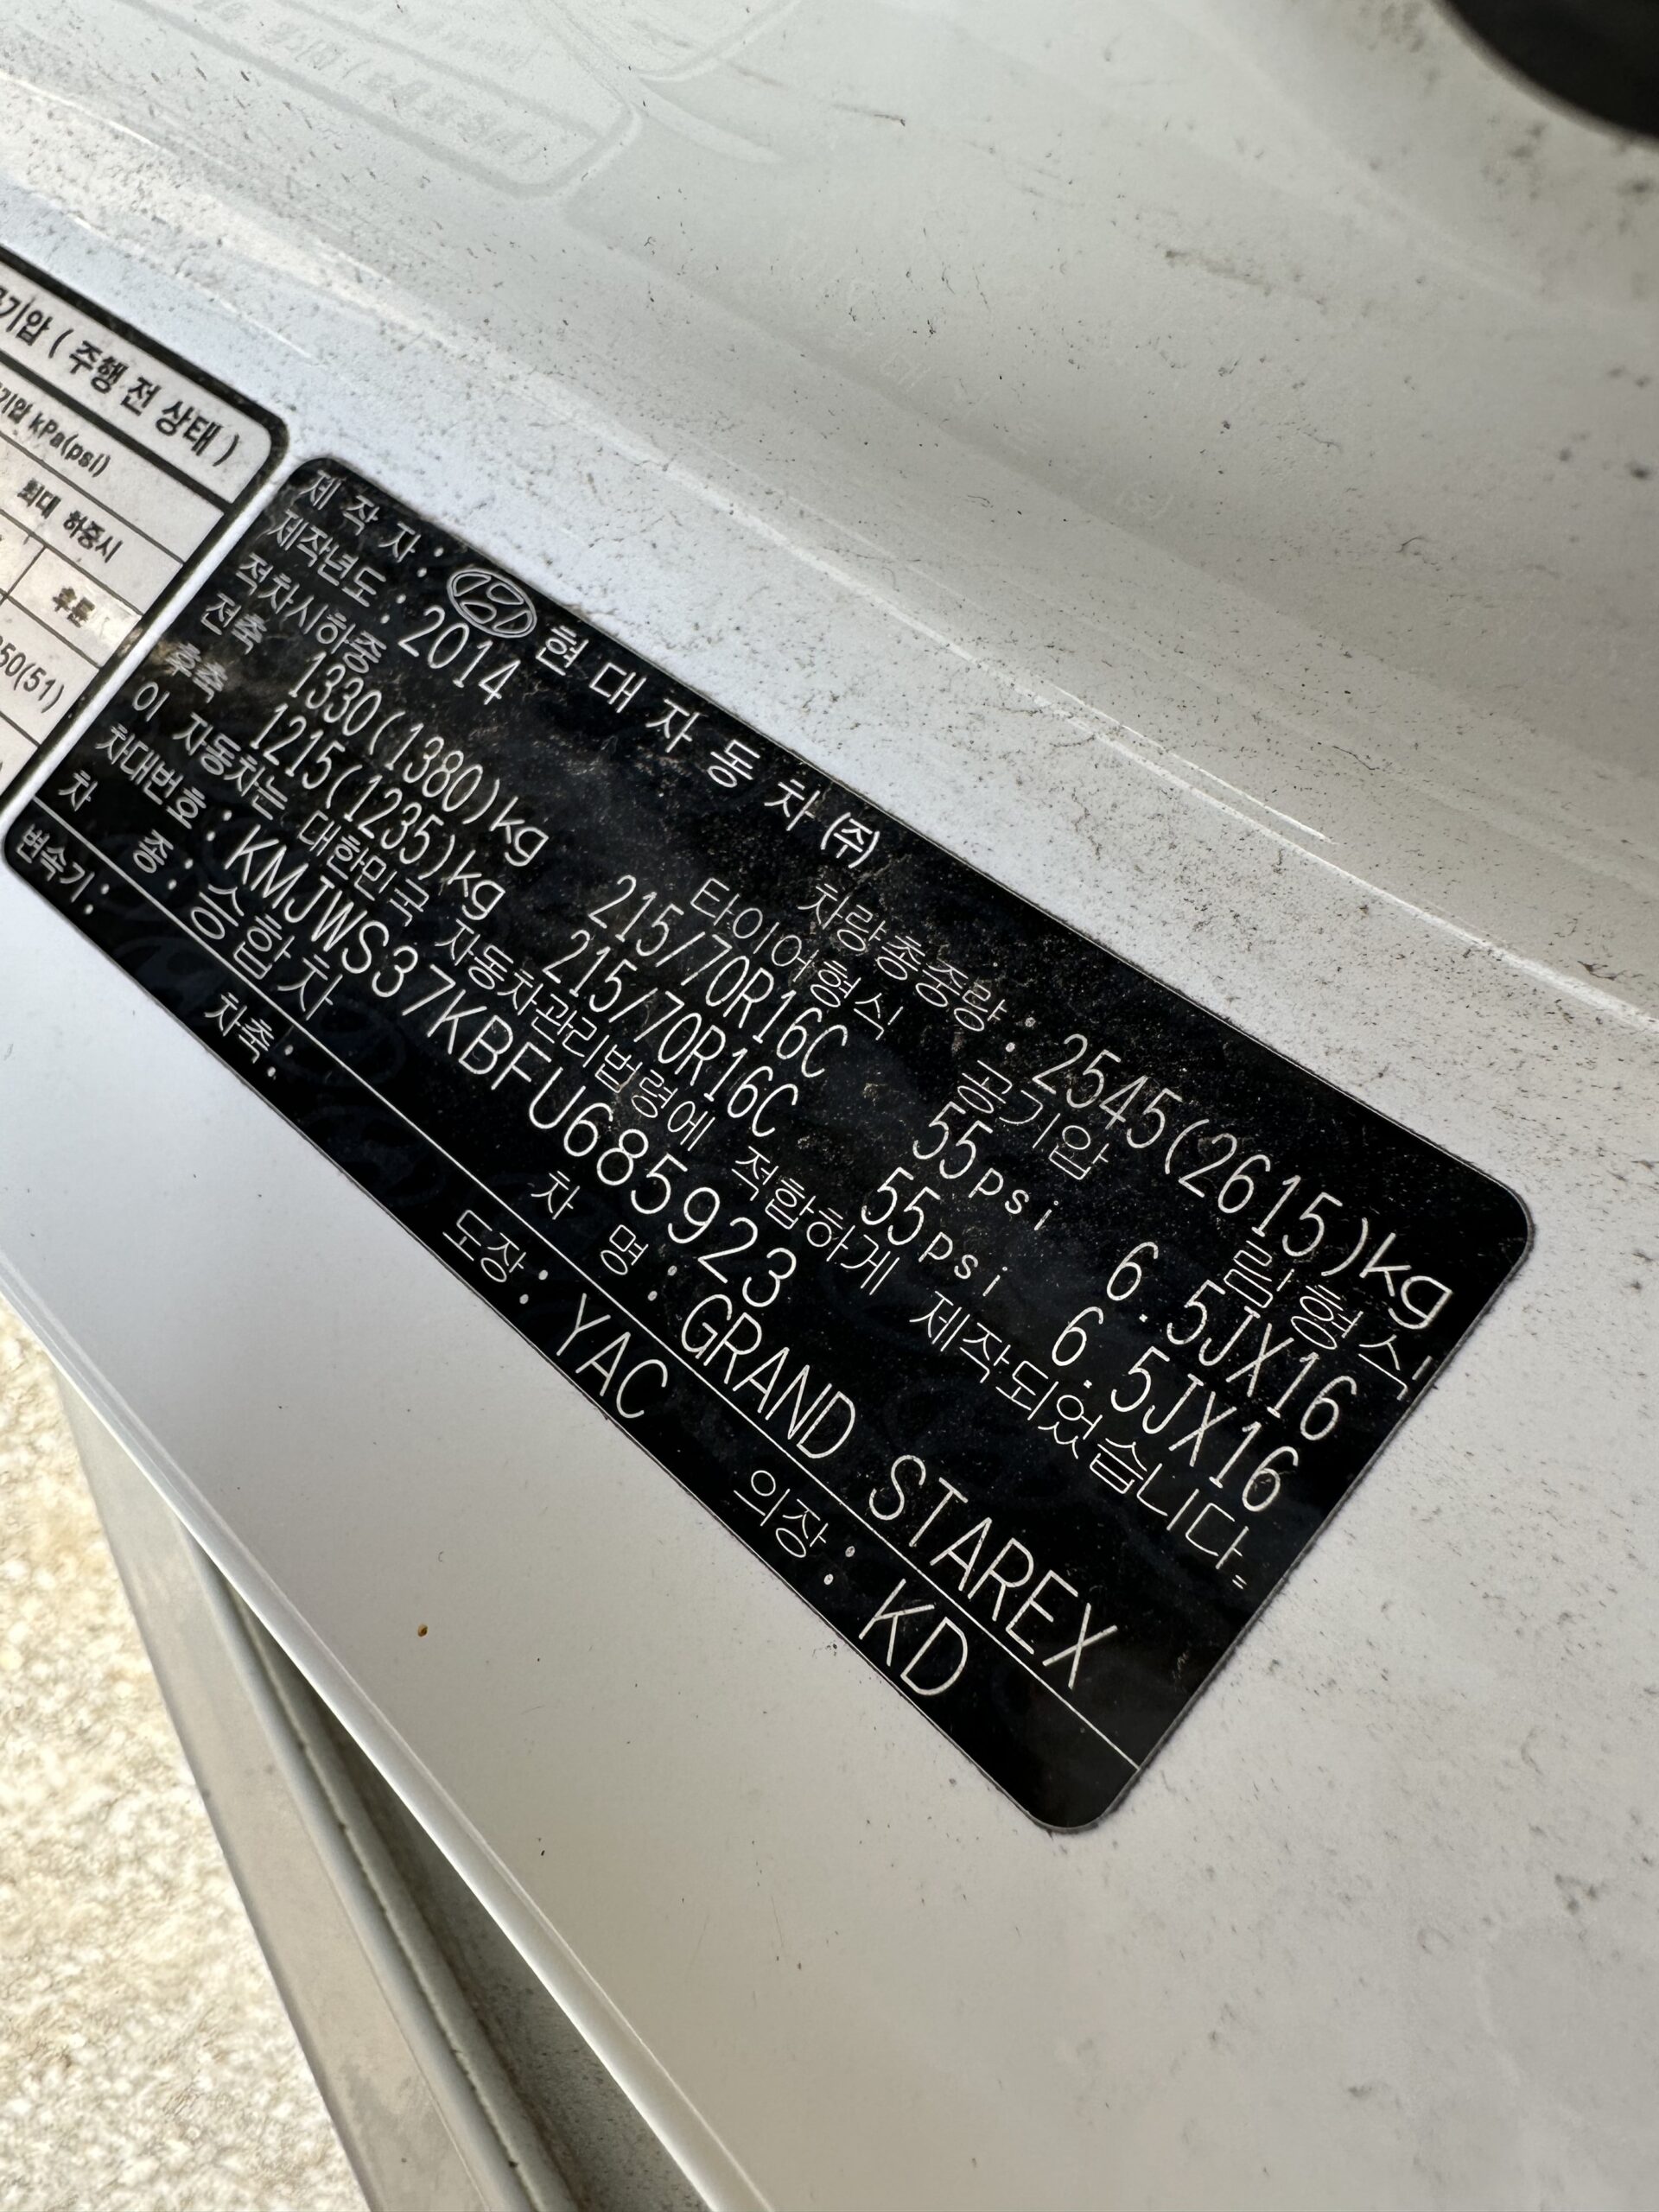 기압 ( 주행 전 상태 )
기압 kPa(psi)
최대 하중시
후륜
50(51)
제 작 자 : 현 대 자 동 차 ㈜
제작년도 : 2014 차량총중량 : 2545(2615)kg
적차시하중 타이어형식 공기압 림형식
전축 1330(1380)kg 215/70R16C 55psi 6.5JX16
후축 1215(1235)kg 215/70R16C 55psi 6.5JX16
이 자동차는 대한민국 자동차관리법령에 적합하게 제작되었습니다.
차대번호 : KMJWS37KBFU685923
차 종 : 승합차 차 명 : GRAND STAREX
변속기: 차축: 도장: YAC 의장: KD